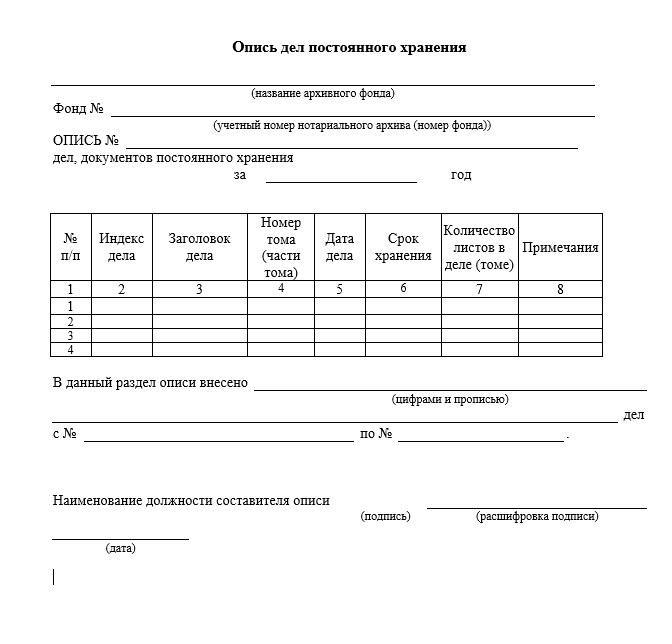 Опись дел постоянного хранения
(название архивного фонда)
Фонд №
(учетный номер нотариального архива (номер фонда))
ОПИСЬ №
дел, документов постоянного хранения
за год
№ п/п Индекс дела Заголовок дела Номер тома (части тома) Дата дела Срок хранения Количество листов в деле (томе) Примечания
1 2 3 4 5 6 7 8
1
2
3
4
В данный раздел описи внесено
(цифрами и прописью)
дел
с № по № .
Наименование должности составителя описи
(подпись) (расшифровка подписи)
(дата)